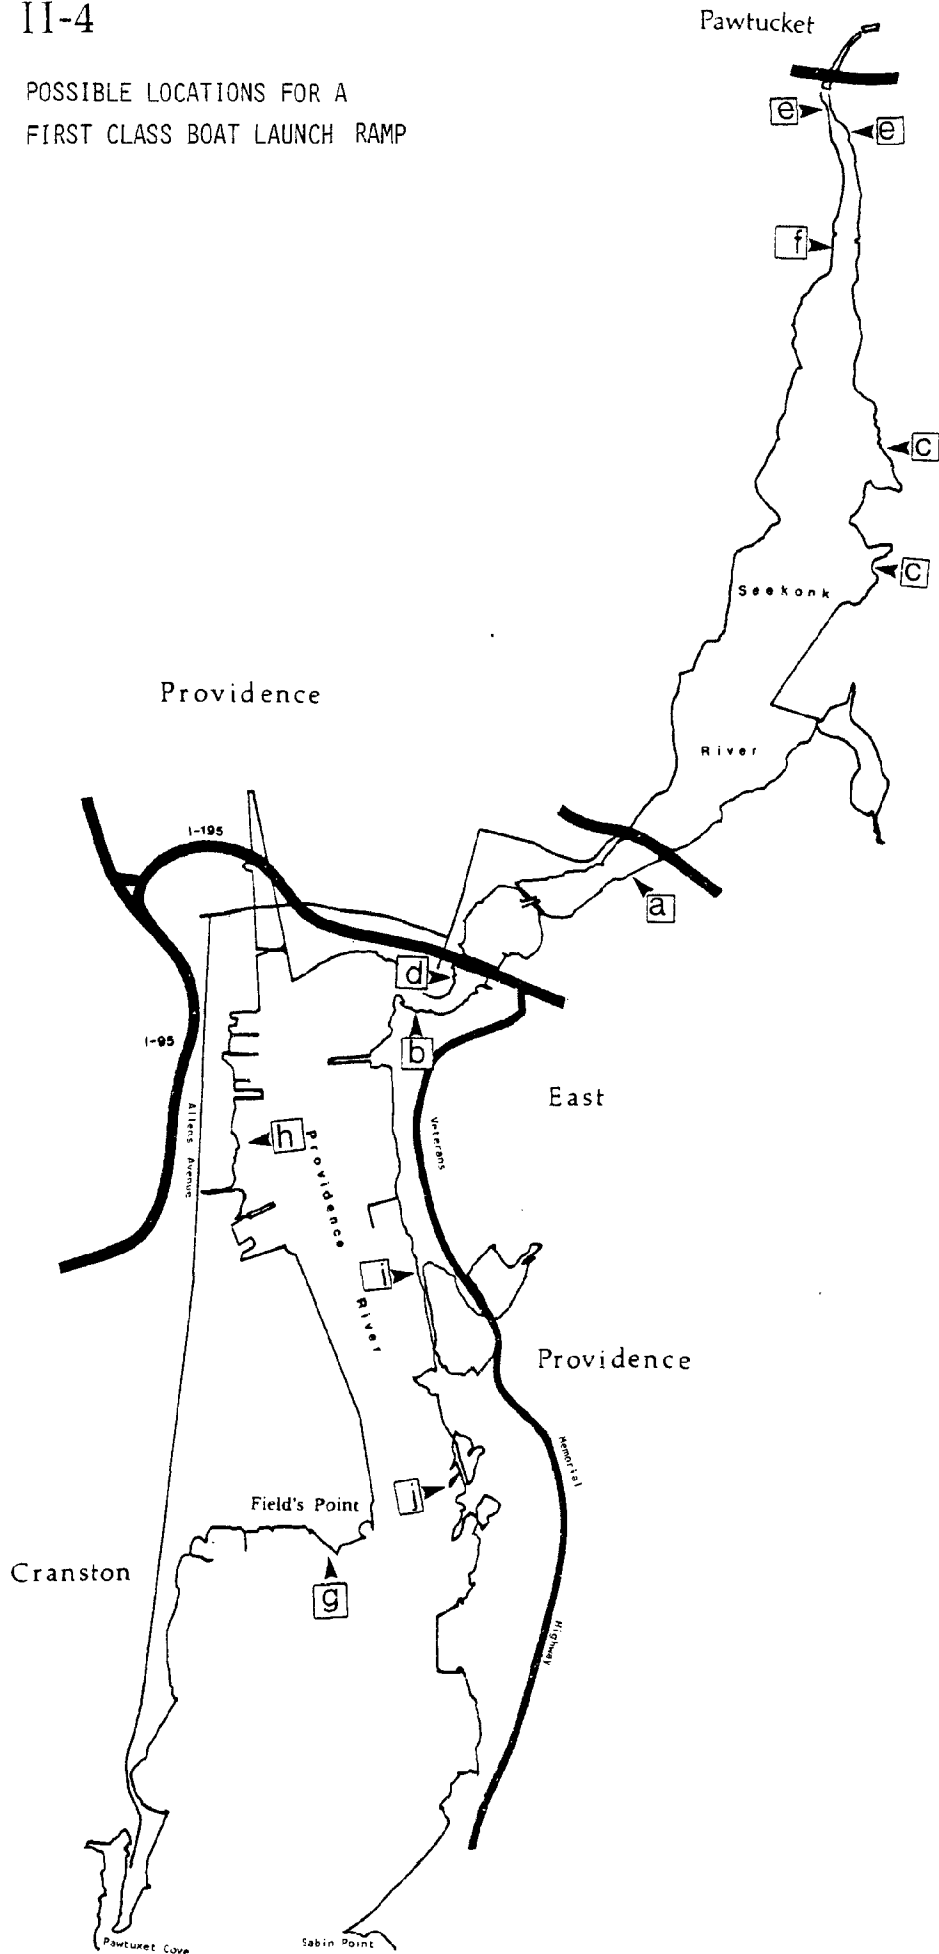 II-4
Pawtucket
POSSIBLE LOCATIONS FOR A
FIRST CLASS BOAT LAUNCH RAMP
e
e
f
c
c
Seekonk
River
Providence
I-195
a
d
b
I-95
East
Allens Avenue
h
Providence
River
Veterans
i
Providence
Memorial
j
Field's Point
Cranston
g
Highway
Pawtuxet Cove
Sabin Point